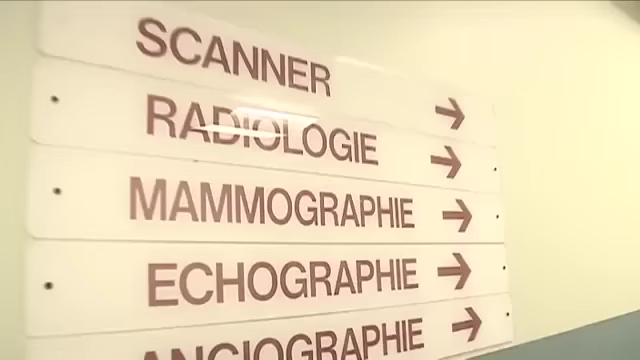 SCANNER →
RADIOLOGIE →
MAMMOGRAPHIE →
ECHOGRAPHIE →
ANGIOGRAPHIE →